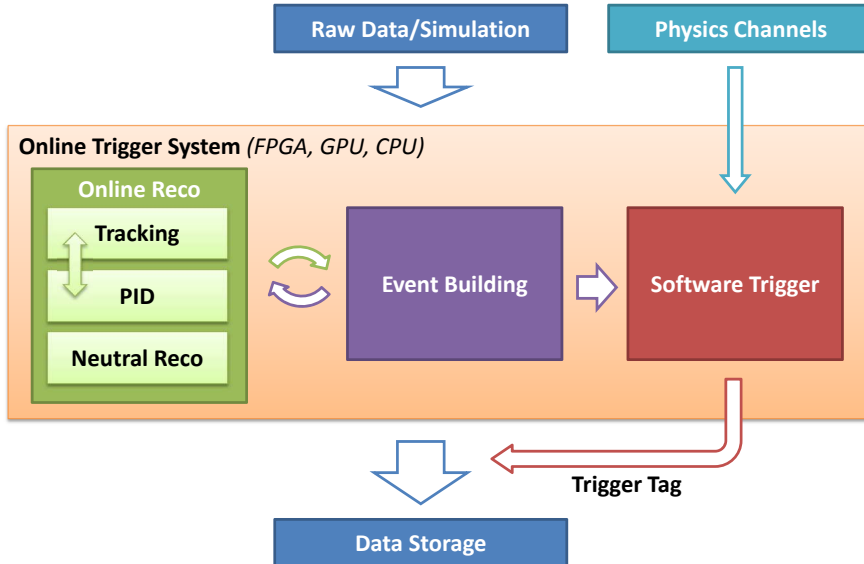 Raw Data/Simulation
Physics Channels
Online Trigger System (FPGA, GPU, CPU)
Online Reco
Tracking
PID
Neutral Reco
Event Building
Software Trigger
Trigger Tag
Data Storage